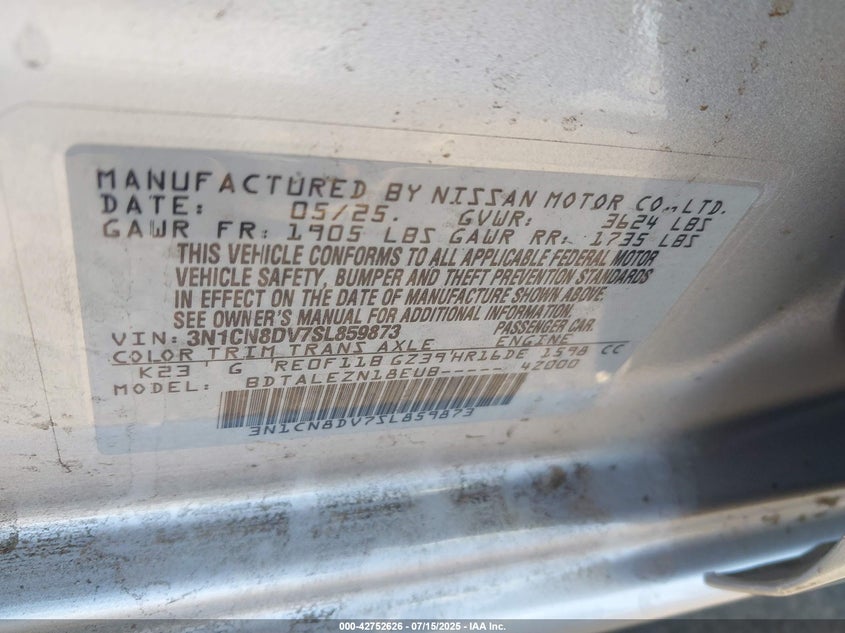 MANUFACTURED BY NISSAN MOTOR CO., LTD.
DATE: 05/25. GVWR: 3624 LBS
GAWR FR: 1905 LBS GAWR RR: 1735 LBS
THIS VEHICLE CONFORMS TO ALL APPLICABLE FEDERAL MOTOR
VEHICLE SAFETY, BUMPER AND THEFT PREVENTION STANDARDS
IN EFFECT ON THE DATE OF MANUFACTURE SHOWN ABOVE
SEE OWNER'S MANUAL FOR ADDITIONAL INFORMATION.
VIN: 3N1CN8DV7SL859873 PASSENGER CAR.
COLOR TRIM TRANS AXLE ENGINE
K23 G RE0F11B GZ39 HR16DE 1598 CC
BDTALEZN18EUB----- 42000
3N1CN8DV7SL859873
000-42752626 - 07/15/2025 - IAA Inc.